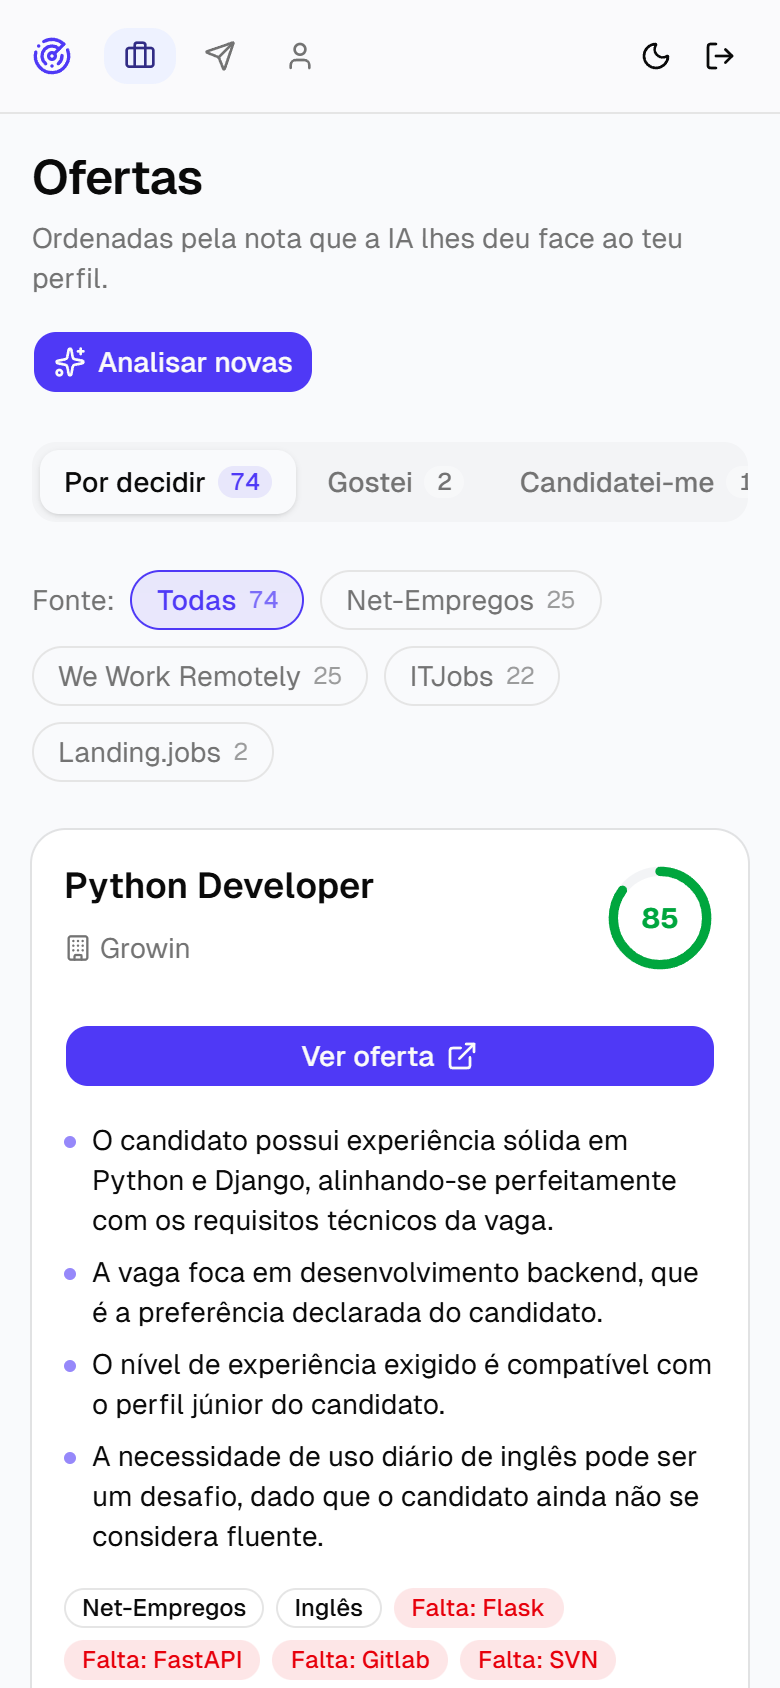 Ofertas
Ordenadas pela nota que a IA lhes deu face ao teu
perfil.
Analisar novas
Por decidir 74 Gostei 2 Candidatei-me 1
Fonte: Todas 74 Net-Empregos 25
We Work Remotely 25 ITJobs 22
Landing.jobs 2
Python Developer
85
Growin
Ver oferta
O candidato possui experiência sólida em
Python e Django, alinhando-se perfeitamente
com os requisitos técnicos da vaga.
A vaga foca em desenvolvimento backend, que
é a preferência declarada do candidato.
O nível de experiência exigido é compatível com
o perfil júnior do candidato.
A necessidade de uso diário de inglês pode ser
um desafio, dado que o candidato ainda não se
considera fluente.
Net-Empregos Inglês Falta: Flask
Falta: FastAPI Falta: Gitlab Falta: SVN